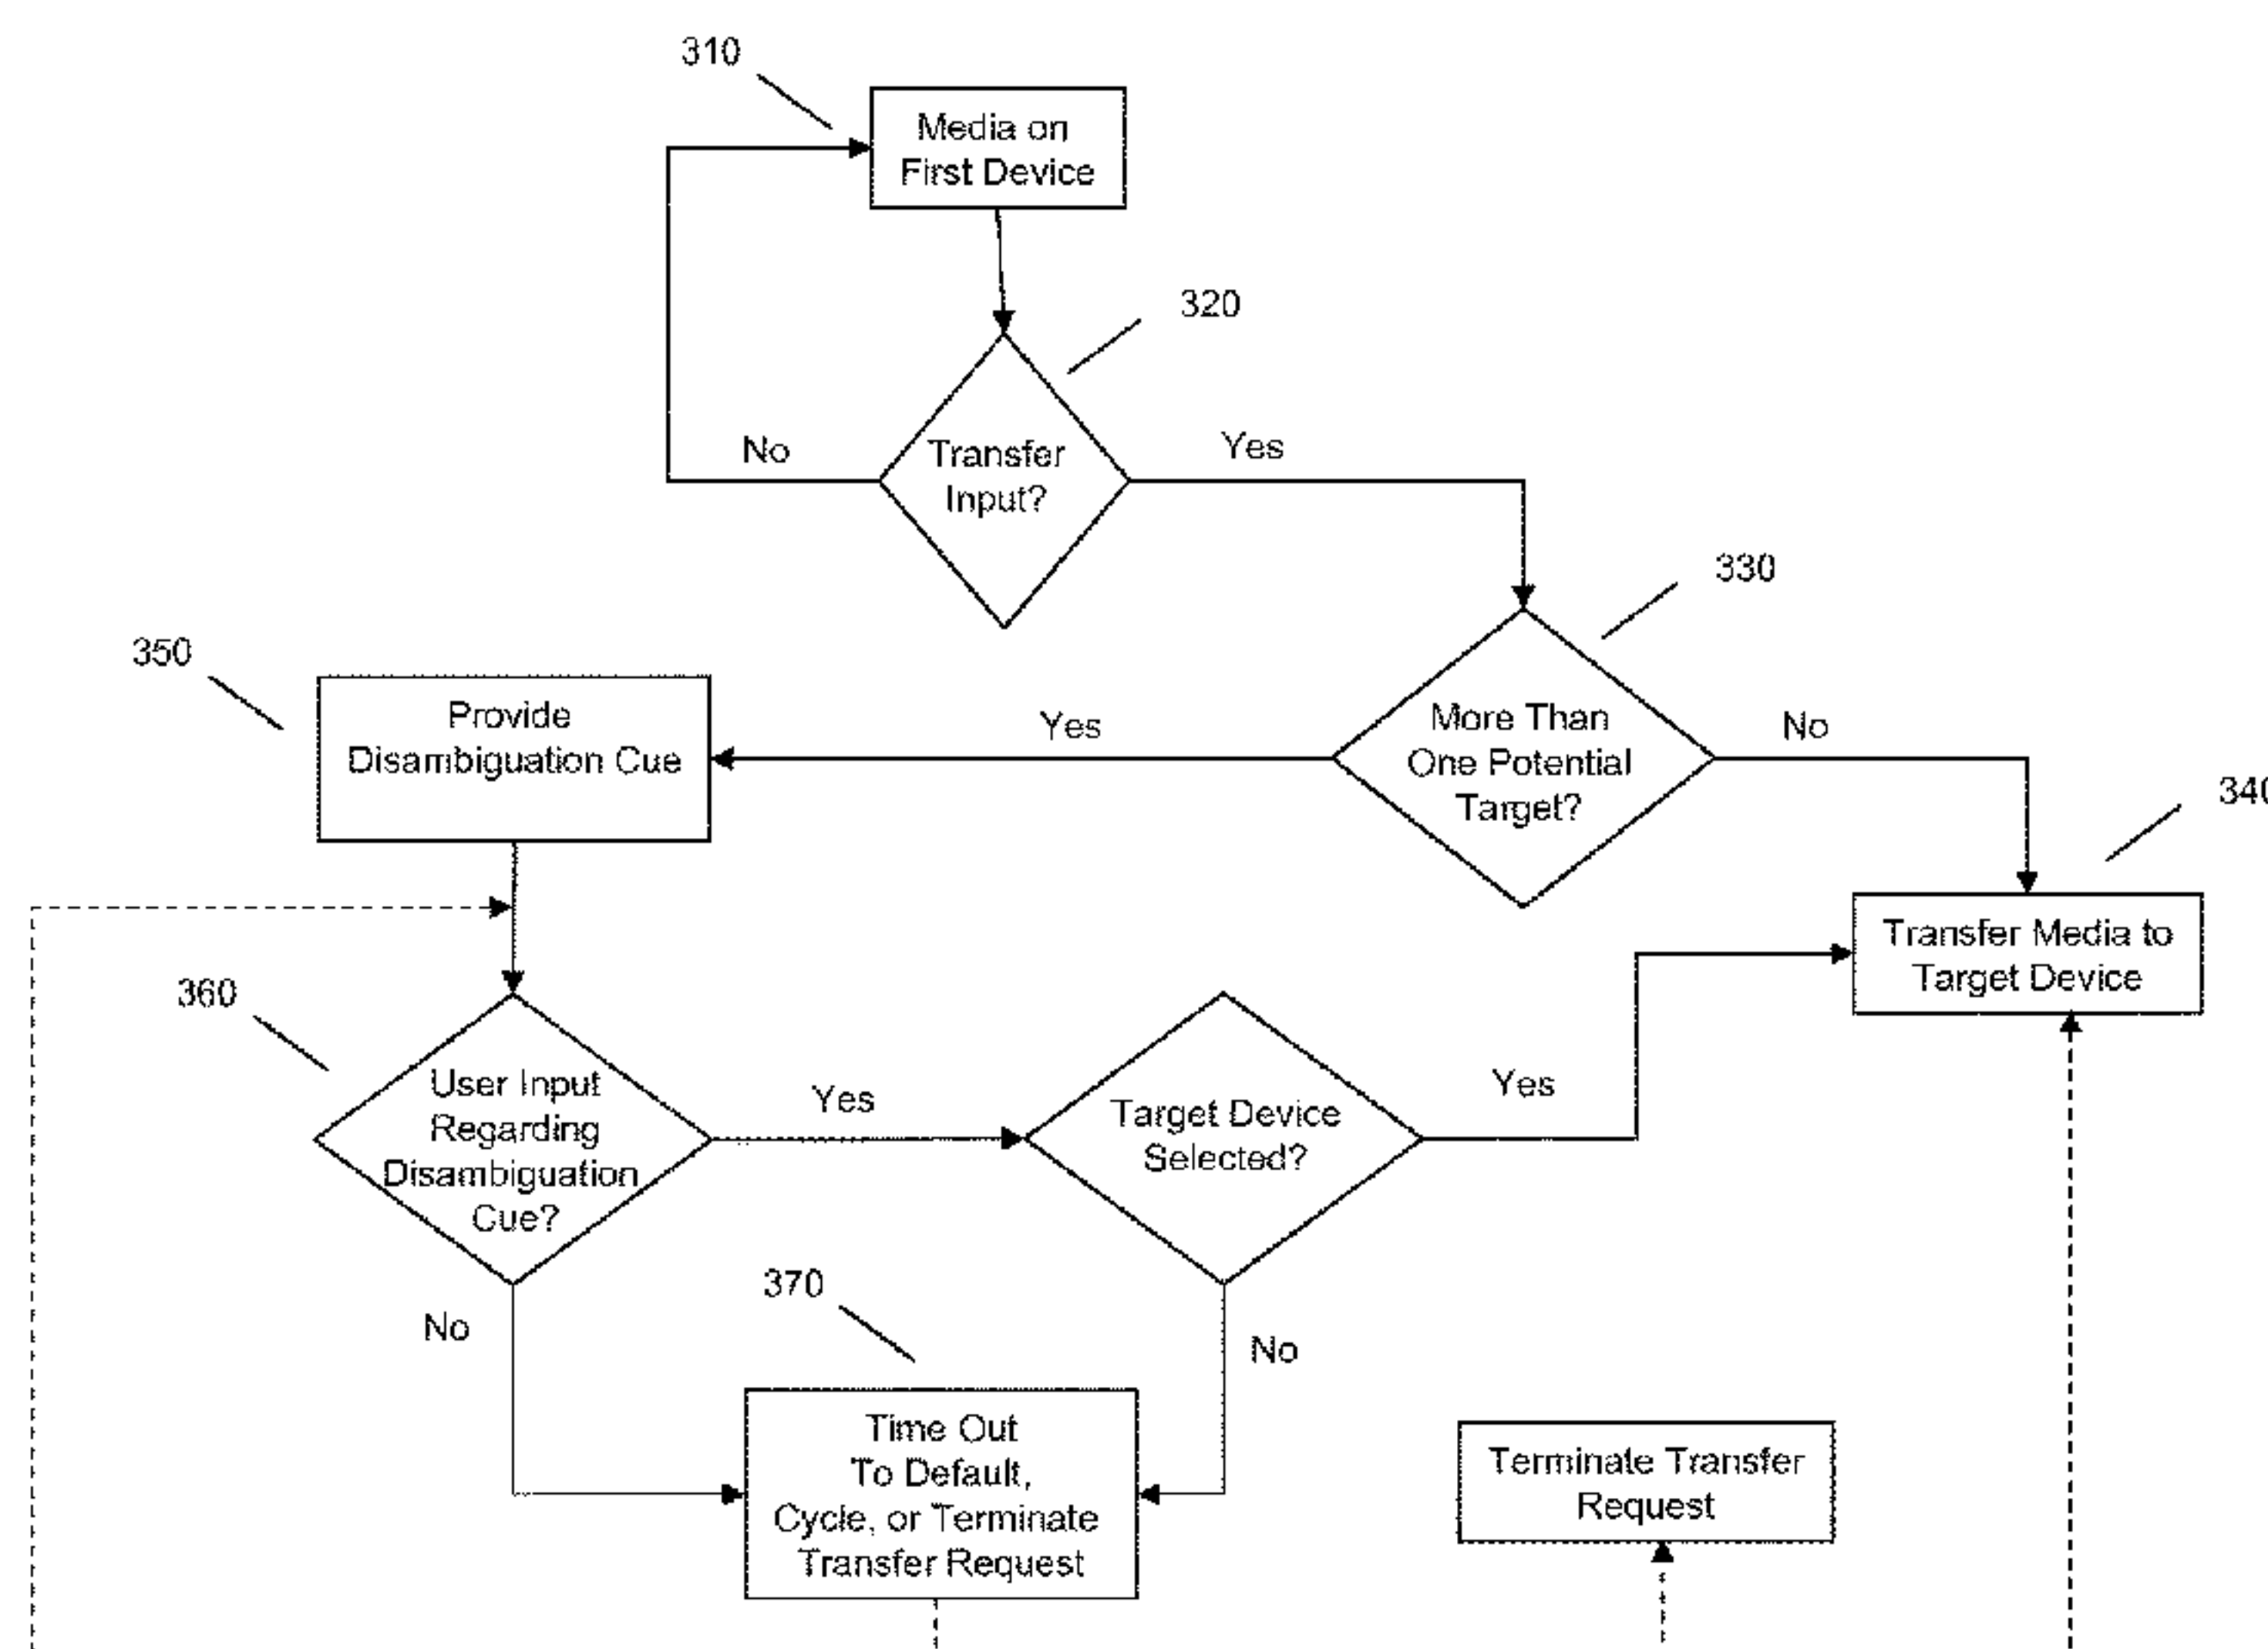 310
Media on
First Device
320
No
Transfer
Input?
Yes
330
350
Provide
Disambiguation Cue
Yes
More Than
One Potential
Target?
No
340
Transfer Media to
Target Device
360
User Input
Regarding
Disambiguation
Cue?
Yes
Target Device
Selected?
Yes
370
No
No
Time Out
To Default,
Cycle, or Terminate
Transfer Request
Terminate Transfer
Request